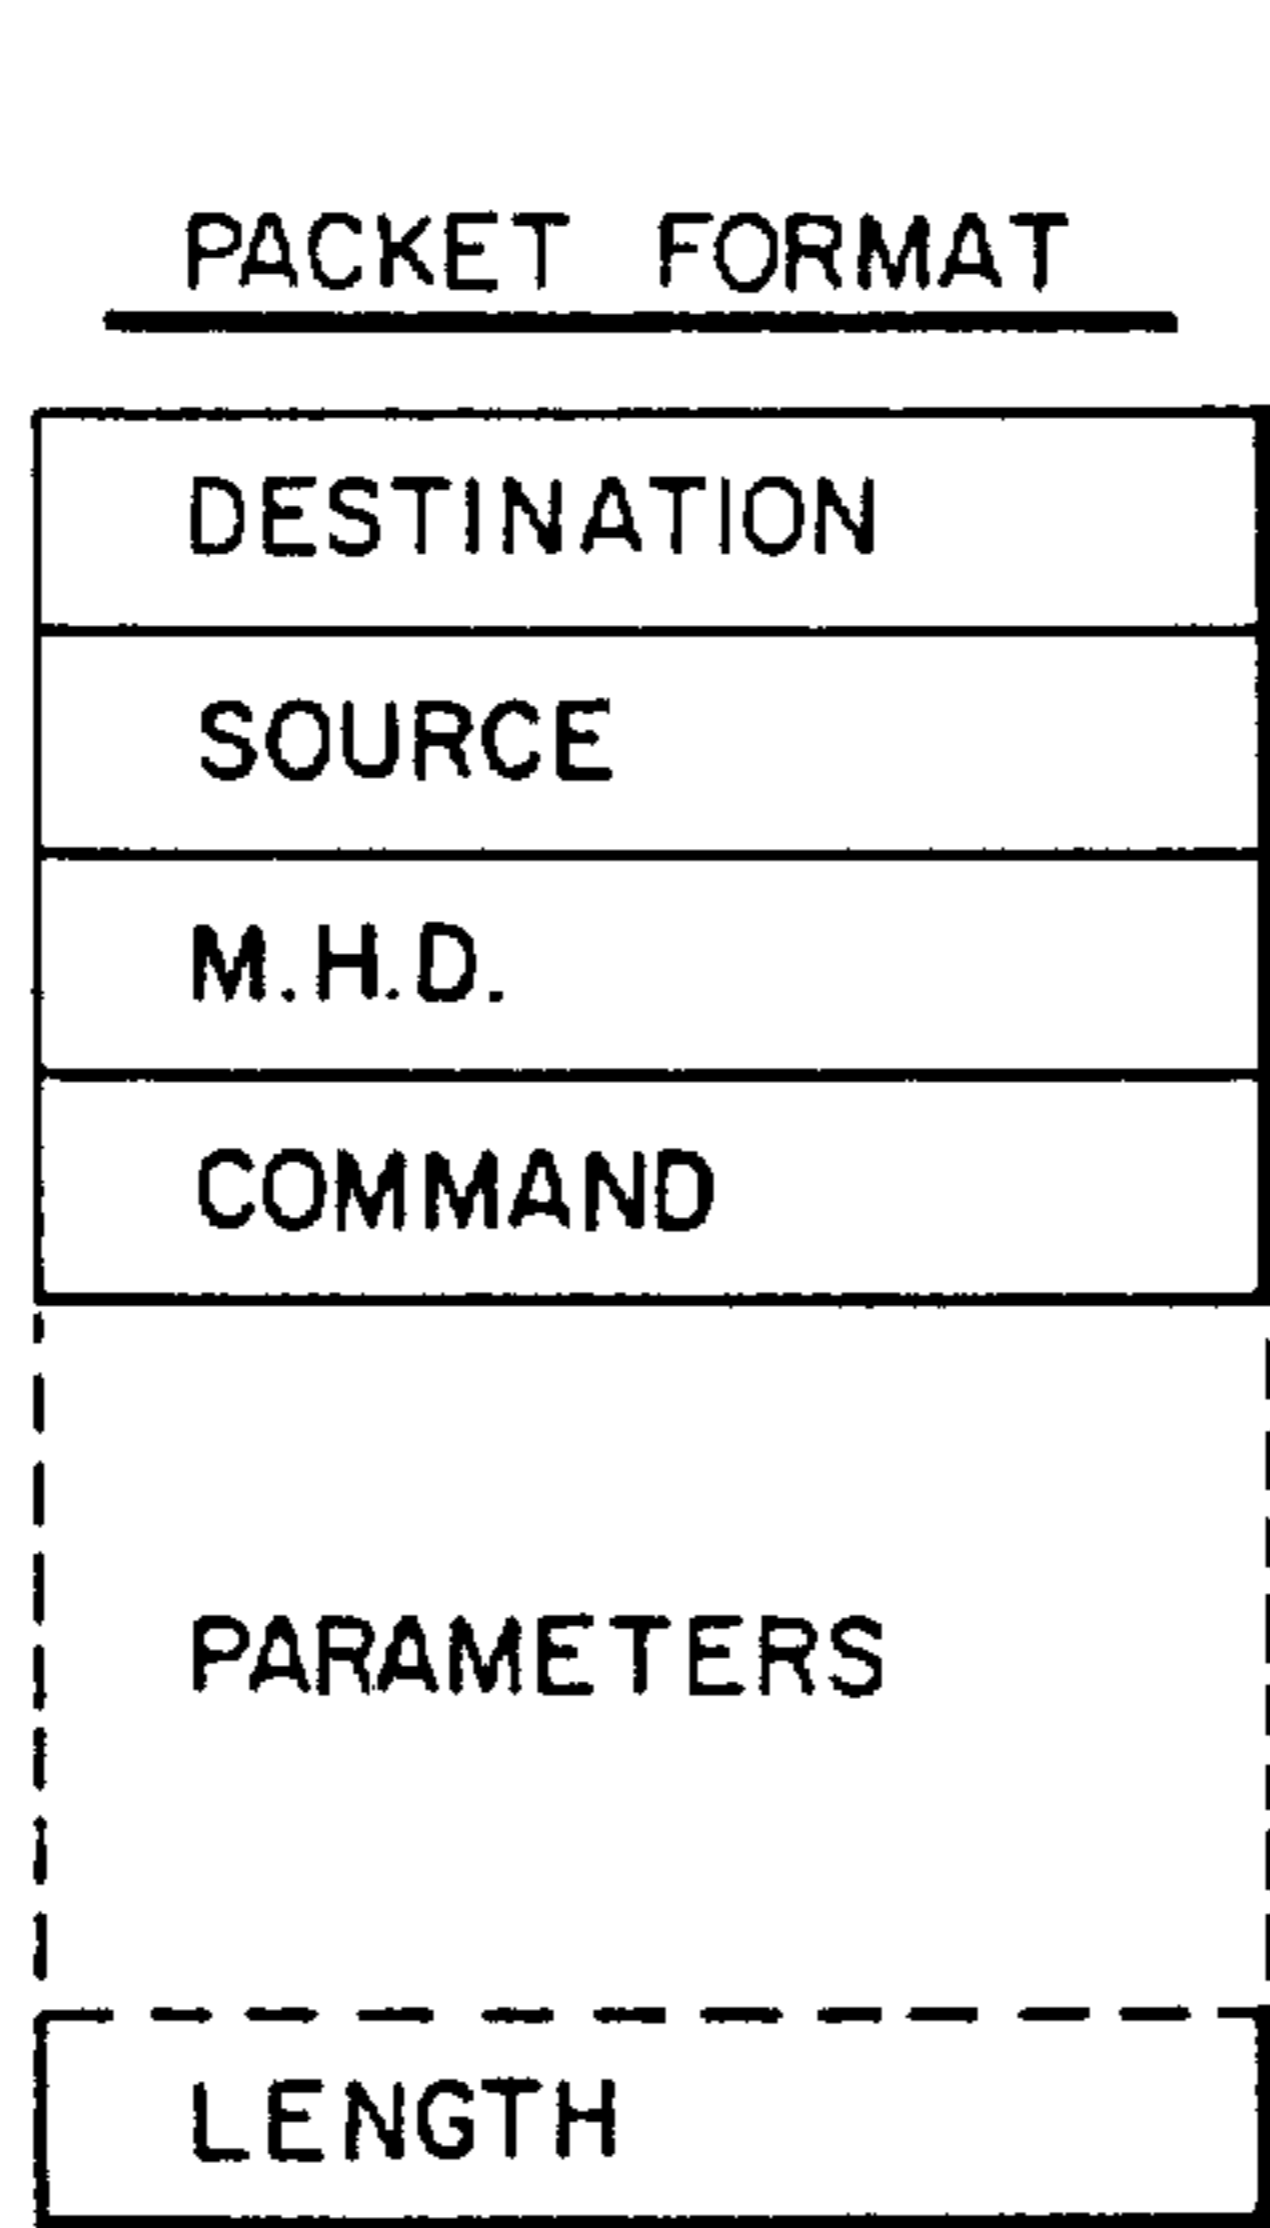 PACKET FORMAT
DESTINATION
SOURCE
M.H.D.
COMMAND
PARAMETERS
LENGTH